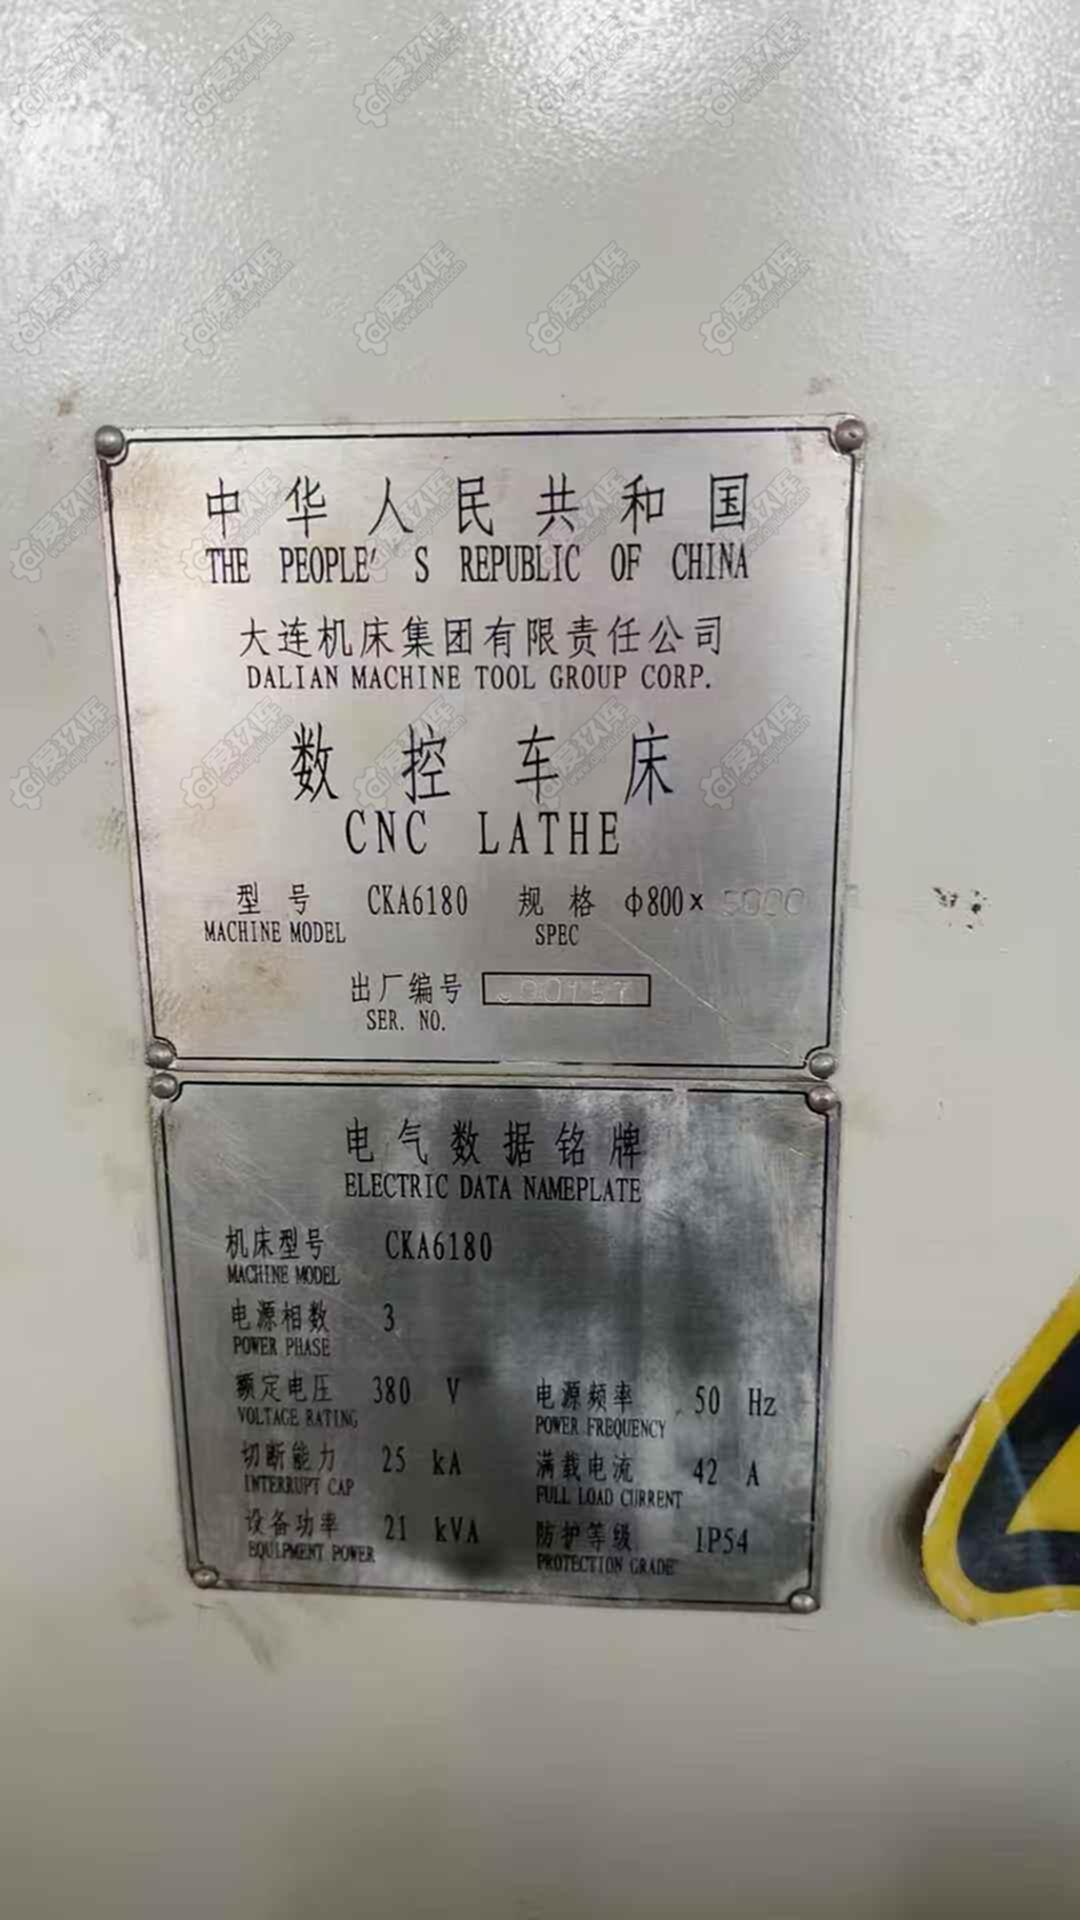 中华人民共和国
THE PEOPLE'S REPUBLIC OF CHINA
大连机床集团有限责任公司
DALIAN MACHINE TOOL GROUP CORP.
数控车床
CNC LATHE
型号 CKA6180 规格 φ800×
MACHINE MODEL SPEC
出厂编号
SER. NO.
电气数据铭牌
ELECTRIC DATA NAMEPLATE
机床型号 CKA6180
MACHINE MODEL
电源相数 3
POWER PHASE
额定电压 380 V 电源频率 50 Hz
VOLTAGE RATING POWER FREQUENCY
切断能力 25 kA 满载电流 42 A
INTERRUPT CAP FULL LOAD CURRENT
设备功率 21 kVA 防护等级 IP54
EQUIPMENT POWER PROTECTION GRADE